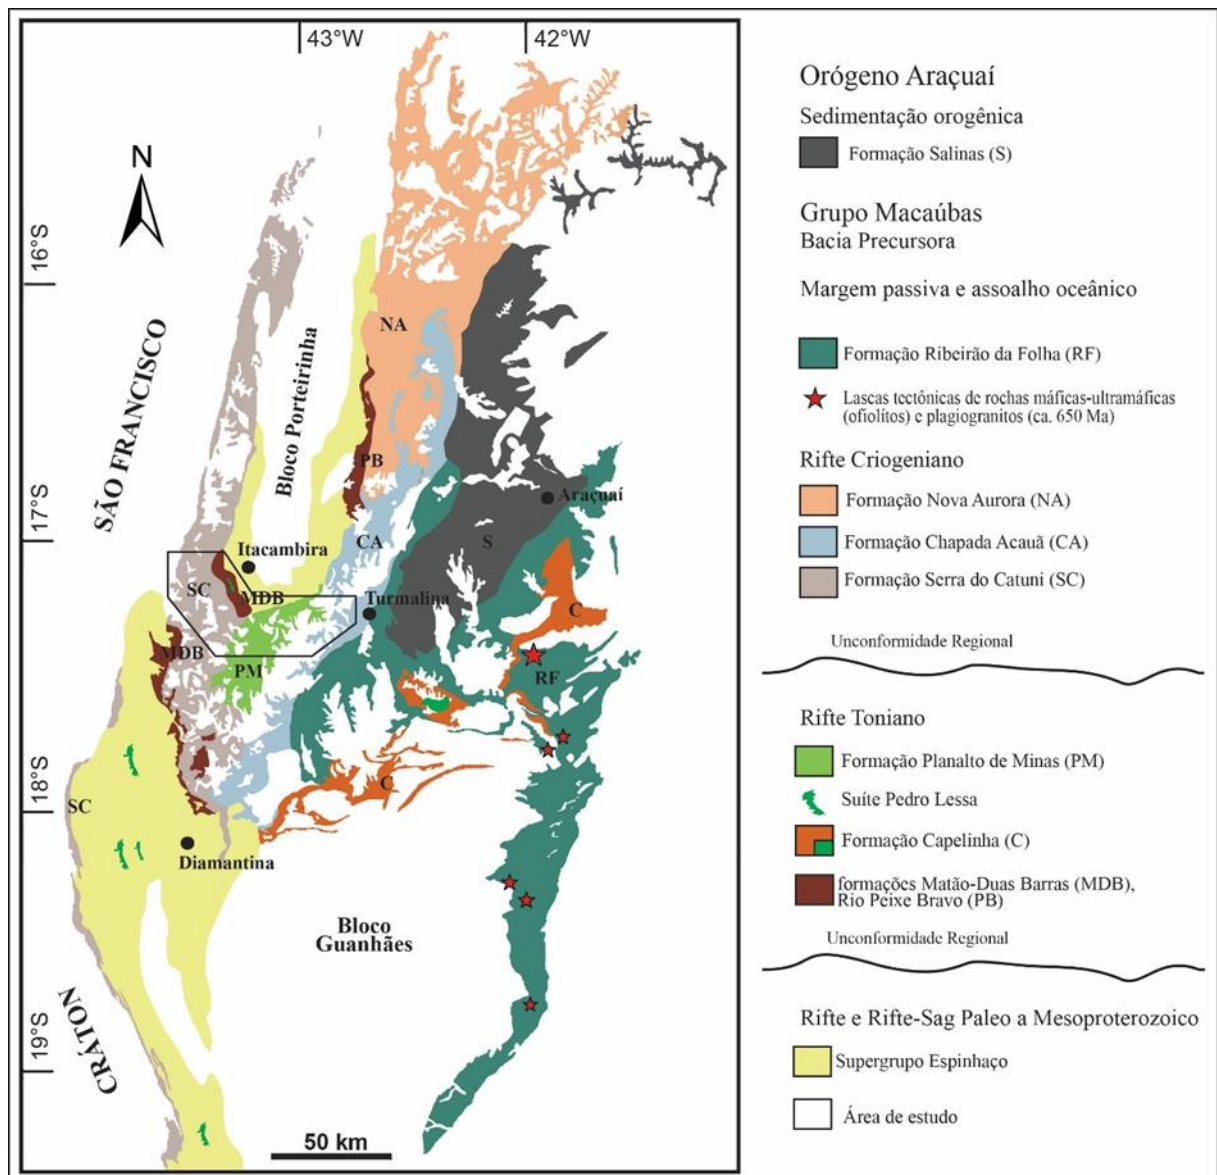 43°W
42°W
N
16°S
17°S
18°S
19°S
SÃO FRANCISCO
CRÁTON
Bloco Porteirinha
NA
PB
Araçuaí
CA
S
Itacambira
SC
MDB
Turmalina
C
MDB
PM
RF
SC
C
Diamantina
Bloco
Guanhães
50 km
Orógeno Araçuaí
Sedimentação orogênica
Formação Salinas (S)
Grupo Macaúbas
Bacia Precursora
Margem passiva e assoalho oceânico
Formação Ribeirão da Folha (RF)
Lascas tectônicas de rochas máficas-ultramáficas
(ofiolítos) e plagiogranitos (ca. 650 Ma)
Rifte Criogeniano
Formação Nova Aurora (NA)
Formação Chapada Acauã (CA)
Formação Serra do Catuni (SC)
Unconformidade Regional
Rifte Toniano
Formação Planalto de Minas (PM)
Suíte Pedro Lessa
Formação Capelinha (C)
formações Matão-Duas Barras (MDB),
Rio Peixe Bravo (PB)
Unconformidade Regional
Rifte e Rifte-Sag Paleo a Mesoproterozoico
Supergrupo Espinhaço
Área de estudo